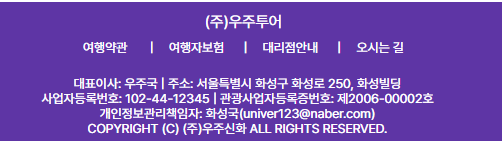 (주)우주투어
여행약관 | 여행자보험 | 대리점안내 | 오시는 길
대표이사: 우주국 | 주소: 서울특별시 화성구 화성로 250, 화성빌딩
사업자등록번호: 102-44-12345 | 관광사업자등록증번호: 제2006-00002호
개인정보관리책임자: 화성국(univer123@naber.com)
COPYRIGHT (C) (주)우주신화 ALL RIGHTS RESERVED.